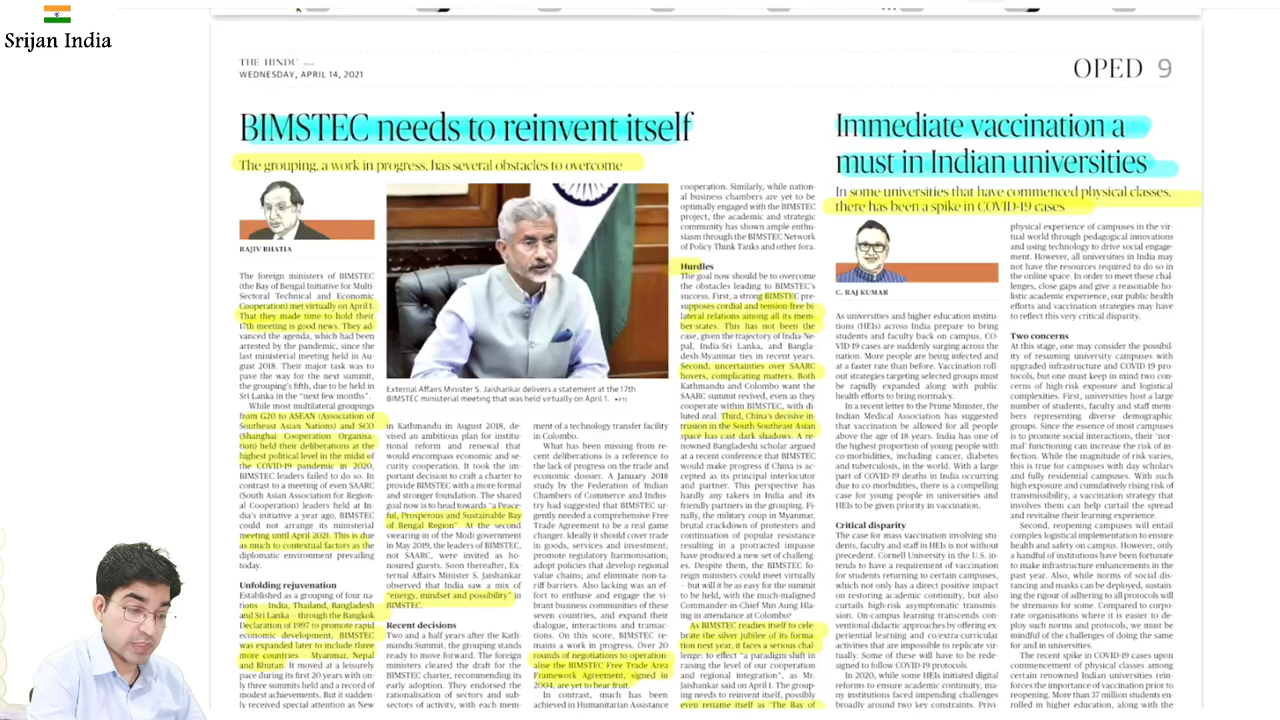 Srijan India
THE HINDU
WEDNESDAY, APRIL 14, 2021
OPED 9
BIMSTEC needs to reinvent itself
The grouping, a work in progress, has several obstacles to overcome
RAJIV BHATIA
The foreign ministers of BIMSTEC
(the Bay of Bengal Initiative for Multi-
Sectoral Technical and Economic
Cooperation) met virtually on April 1.
That they made time to hold their
17th meeting is good news. They ad-
vanced the agenda, which had been
arrested by the pandemic, since the
last ministerial meeting held in Au-
gust 2018. Their major task was to
pave the way for the next summit,
the grouping's fifth, due to be held in
Sri Lanka in the "next few months".
While most multilateral groupings
from G20 to ASEAN (Association of
Southeast Asian Nations) and SCO
(Shanghai Cooperation Organisa-
tion) held their deliberations at the
highest political level in the midst of
the COVID-19 pandemic in 2020,
BIMSTEC leaders failed to do so. In
contrast to a meeting of even SAARC
(South Asian Association for Region-
al Cooperation) leaders held at In-
dia's initiative a year ago, BIMSTEC
could not arrange its ministerial
meeting until April 2021. This is due
as much to contextual factors as the
diplomatic environment prevailing
today.
Unfolding rejuvenation
Established as a grouping of four na-
tions – India, Thailand, Bangladesh
and Sri Lanka – through the Bangkok
Declaration of 1997 to promote rapid
economic development, BIMSTEC
was expanded later to include three
more countries – Myanmar, Nepal
and Bhutan. It moved at a leisurely
pace during its first 20 years with on-
ly three summits held and a record of
modest achievements. But it sudden-
ly received special attention as New
External Affairs Minister S. Jaishankar delivers a statement at the 17th
BIMSTEC ministerial meeting that was held virtually on April 1. •PTI
in Kathmandu in August 2018, de-
vised an ambitious plan for institu-
tional reform and renewal that
would encompass economic and se-
curity cooperation. It took the im-
portant decision to craft a charter to
provide BIMSTEC with a more formal
and stronger foundation. The shared
goal now is to head towards "a Peace-
ful, Prosperous and Sustainable Bay
of Bengal Region". At the second
swearing-in of the Modi government
in May 2019, the leaders of BIMSTEC,
not SAARC, were invited as ho-
noured guests. Soon thereafter, Ex-
ternal Affairs Minister S. Jaishankar
observed that India saw a mix of
"energy, mindset and possibility" in
BIMSTEC.
Recent decisions
Two and a half years after the Kath-
mandu Summit, the grouping stands
ready to move forward. The foreign
ministers cleared the draft for the
BIMSTEC charter, recommending its
early adoption. They endorsed the
rationalisation of sectors and sub-
sectors of activity, with each mem-
ment of a technology transfer facility
in Colombo.
What has been missing from re-
cent deliberations is a reference to
the lack of progress on the trade and
economic dossier. A January 2018
study by the Federation of Indian
Chambers of Commerce and Indus-
try had suggested that BIMSTEC ur-
gently needed a comprehensive Free
Trade Agreement to be a real game
changer. Ideally it should cover trade
in goods, services and investment;
promote regulatory harmonisation;
adopt policies that develop regional
value chains; and eliminate non-ta-
riff barriers. Also lacking was an ef-
fort to enthuse and engage the vi-
brant business communities of these
seven countries, and expand their
dialogue, interactions and transac-
tions. On this score, BIMSTEC re-
mains a work in progress. Over 20
rounds of negotiations to operation-
alise the BIMSTEC Free Trade Area
Framework Agreement, signed in
2004, are yet to bear fruit.
In contrast, much has been
achieved in Humanitarian Assistance
cooperation. Similarly, while nation-
al business chambers are yet to be
optimally engaged with the BIMSTEC
project, the academic and strategic
community has shown ample enthu-
siasm through the BIMSTEC Network
of Policy Think Tanks and other fora.
Hurdles
The goal now should be to overcome
the obstacles leading to BIMSTEC's
success. First, a strong BIMSTEC pre-
supposes cordial and tension-free bi-
lateral relations among all its mem-
ber-states. This has not been the
case, given the trajectory of India-Ne-
pal, India-Sri Lanka, and Bangla-
desh-Myanmar ties in recent years.
Second, uncertainties over SAARC
hovers, complicating matters. Both
Kathmandu and Colombo want the
SAARC summit revived, even as they
cooperate within BIMSTEC, with di-
luted zeal. Third, China's decisive in-
trusion in the South-Southeast Asian
space has cast dark shadows. A re-
nowned Bangladeshi scholar argued
at a recent conference that BIMSTEC
would make progress if China is ac-
cepted as its principal interlocutor
and partner. This perspective has
hardly any takers in India and its
friendly partners in the grouping. Fi-
nally, the military coup in Myanmar,
brutal crackdown of protesters and
continuation of popular resistance
resulting in a protracted impasse
have produced a new set of challeng-
es. Despite them, the BIMSTEC fo-
reign ministers could meet virtually
– but will it be as easy for the summit
to be held, with the much-maligned
Commander-in-Chief Min Aung Hla-
ing in attendance at Colombo?
As BIMSTEC readies itself to cele-
brate the silver jubilee of its forma-
tion next year, it faces a serious chal-
lenge: to effect "a paradigm-shift in
raising the level of our cooperation
and regional integration", as Mr.
Jaishankar said on April 1. The group-
ing needs to reinvent itself, possibly
even rename itself as 'The Bay of
Immediate vaccination a
must in Indian universities
In some universities that have commenced physical classes,
there has been a spike in COVID-19 cases
C. RAJ KUMAR
As universities and higher education institu-
tions (HEIs) across India prepare to bring
students and faculty back on campus, CO-
VID-19 cases are suddenly surging across the
nation. More people are being infected and
at a faster rate than before. Vaccination roll-
out strategies targeting selected groups must
be rapidly expanded along with public
health efforts to bring normalcy.
In a recent letter to the Prime Minister, the
Indian Medical Association has suggested
that vaccination be allowed for all people
above the age of 18 years. India has one of
the highest proportion of young people with
co-morbidities, including cancer, diabetes
and tuberculosis, in the world. With a large
part of COVID-19 deaths in India occurring
due to co-morbidities, there is a compelling
case for young people in universities and
HEIs to be given priority in vaccination.
Critical disparity
The case for mass vaccination involving stu-
dents, faculty and staff in HEIs is not without
precedent. Cornell University in the U.S. in-
tends to have a requirement of vaccination
for students returning to certain campuses,
which not only has a direct positive impact
on restoring academic continuity, but also
curtails high-risk asymptomatic transmis-
sion. On-campus learning transcends con-
ventional didactic approaches by offering ex-
periential learning and co/extra-curricular
activities that are impossible to replicate vir-
tually. Some of these will have to be rede-
signed to follow COVID-19 protocols.
In 2020, while some HEIs initiated digital
reforms to ensure academic continuity, ma-
ny institutions faced impending challenges
broadly around two key constraints. Privi-
physical experience of campuses in the vir-
tual world through pedagogical innovations
and using technology to drive social engage-
ment. However, all universities in India may
not have the resources required to do so in
the online space. In order to meet these chal-
lenges, close gaps and give a reasonable ho-
listic academic experience, our public health
efforts and vaccination strategies may have
to reflect this very critical disparity.
Two concerns
At this stage, one may consider the possibil-
ity of resuming university campuses with
upgraded infrastructure and COVID 19 pro-
tocols, but one must keep in mind two con-
cerns of high-risk exposure and logistical
complexities. First, universities host a large
number of students, faculty and staff mem-
bers representing diverse demographic
groups. Since the essence of most campuses
is to promote social interactions, their 'nor-
mal' functioning can increase the risk of in-
fection. While the magnitude of risk varies,
this is true for campuses with day scholars
and fully residential campuses. With such
high exposure and cumulatively rising risk of
transmissibility, a vaccination strategy that
involves them can help curtail the spread
and revitalise their learning experience.
Second, reopening campuses will entail
complex logistical implementation to ensure
health and safety on campus. However, only
a handful of institutions have been fortunate
to make infrastructure enhancements in the
past year. Also, while norms of social dis-
tancing and masks can be deployed, sustain-
ing the rigour of adhering to all protocols will
be strenuous for some. Compared to corpo-
rate organisations where it is easier to deploy
such norms and protocols, we must be
mindful of the challenges of doing the same
for and in universities.
The recent spike in COVID-19 cases upon
commencement of physical classes among
certain renowned Indian universities rein-
forces the importance of vaccination prior to
reopening. More than 37 million students en-
rolled in higher education, along with the